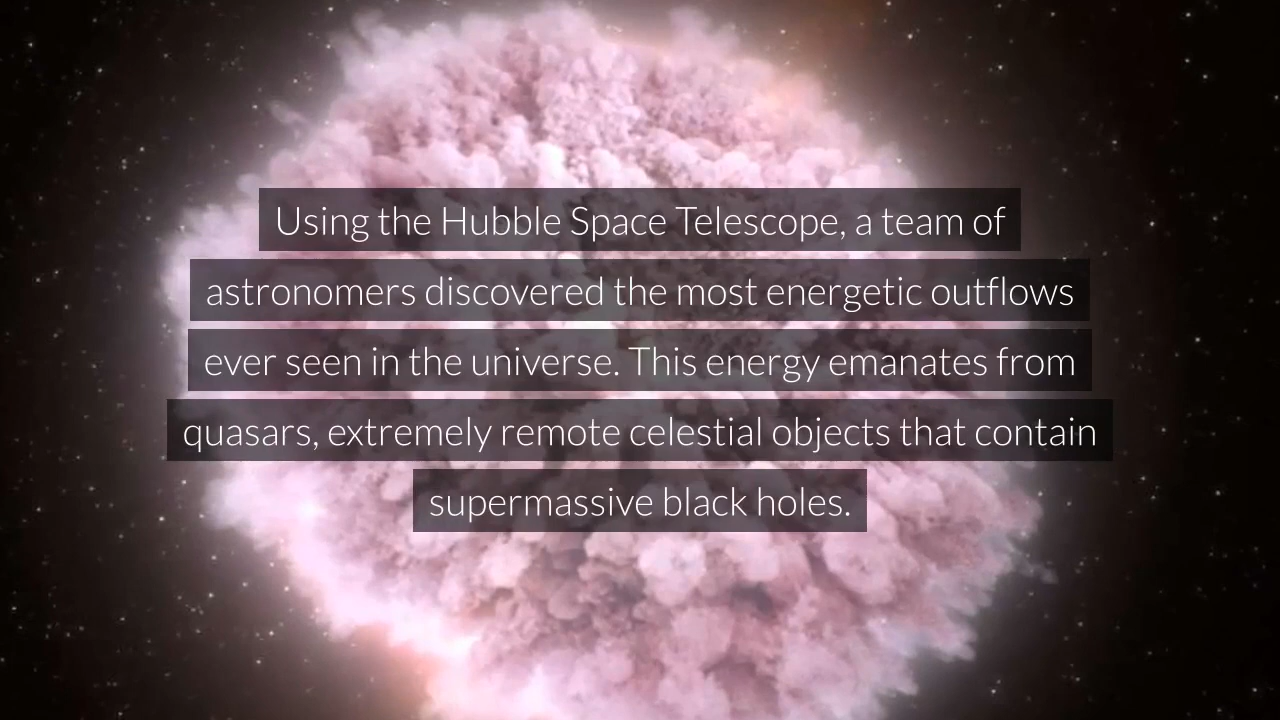 Using the Hubble Space Telescope, a team of
astronomers discovered the most energetic outflows
ever seen in the universe. This energy emanates from
quasars, extremely remote celestial objects that contain
supermassive black holes.